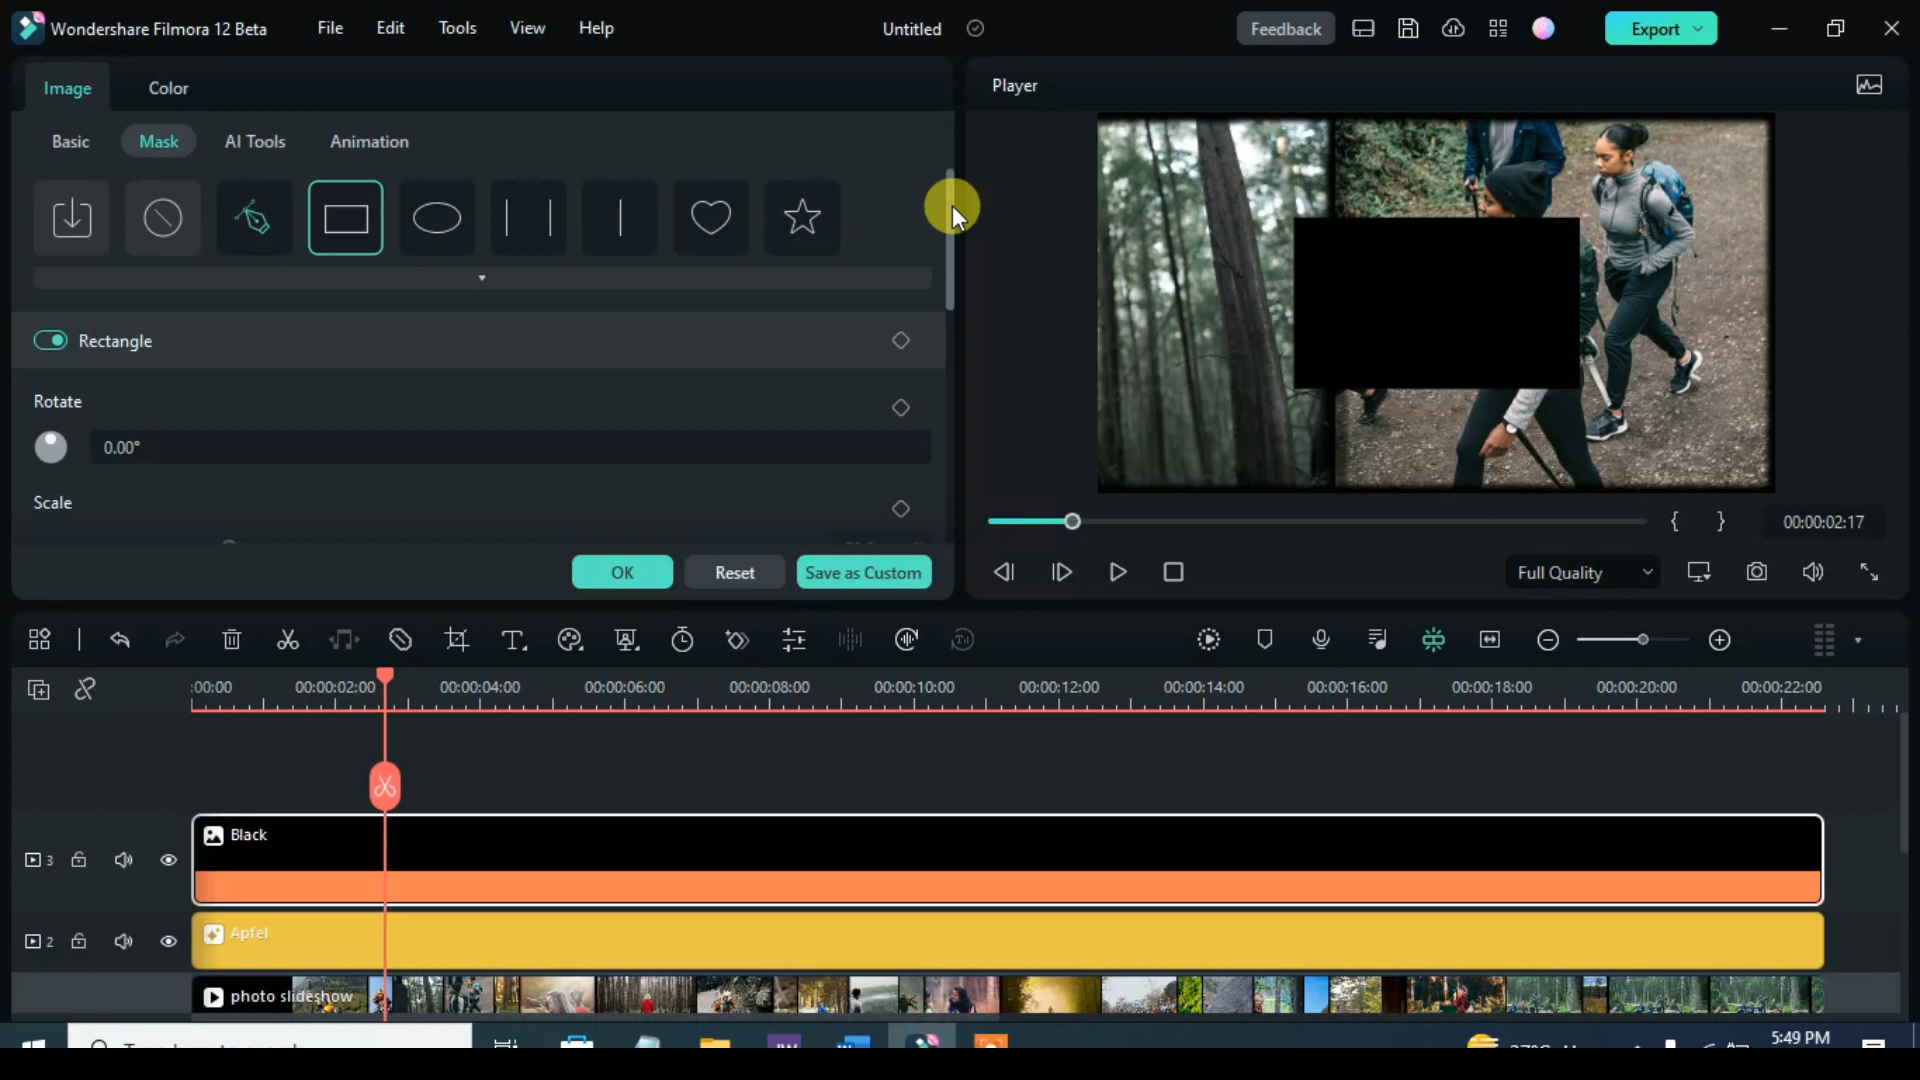 Wondershare Filmora 12 Beta
File
Edit
Tools
View
Help
Untitled
Feedback
Export
Image
Color
Player
Basic
Mask
AI Tools
Animation
Rectangle
Rotate
0.00°
Scale
OK
Reset
Save as Custom
{ }
00:00:02:17
Full Quality
:00:00
00:00:02:00
00:00:04:00
00:00:06:00
00:00:08:00
00:00:10:00
00:00:12:00
00:00:14:00
00:00:16:00
00:00:18:00
00:00:20:00
00:00:22:00
Black
3
Apfel
2
photo slideshow
5:49 PM